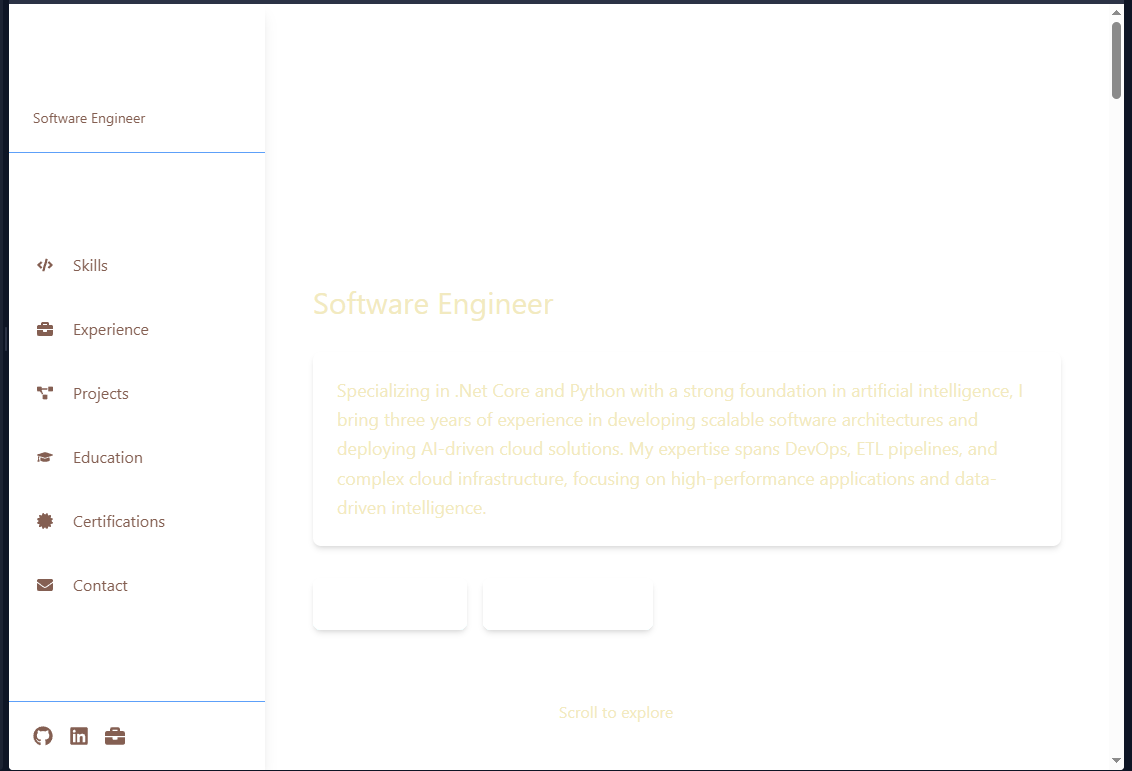 Software Engineer
Skills
Experience
Projects
Education
Certifications
Contact
Software Engineer
Specializing in .Net Core and Python with a strong foundation in artificial intelligence, I
bring three years of experience in developing scalable software architectures and
deploying AI-driven cloud solutions. My expertise spans DevOps, ETL pipelines, and
complex cloud infrastructure, focusing on high-performance applications and data-
driven intelligence.
Scroll to explore